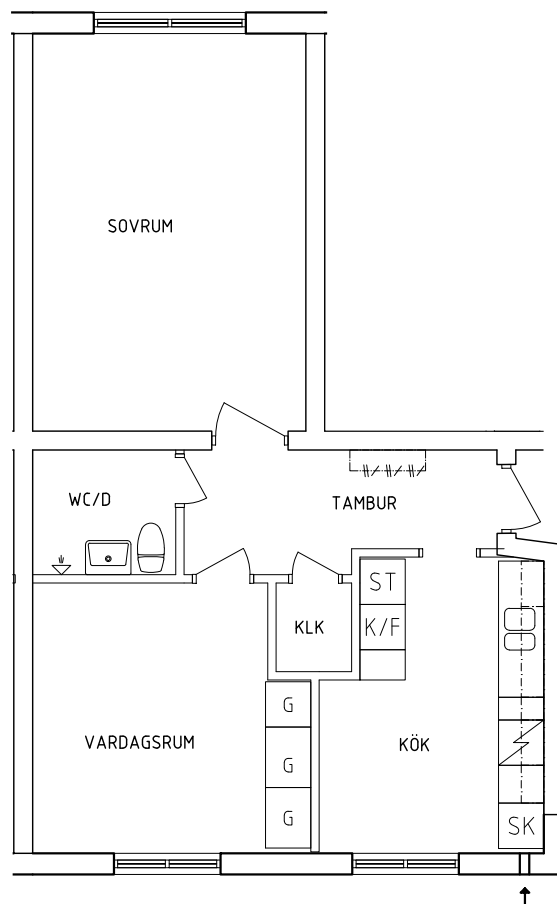 SOVRUM
WC/D
TAMBUR
ST
K/F
KLK
G
VARDAGSRUM
KÖK
G
G
SK